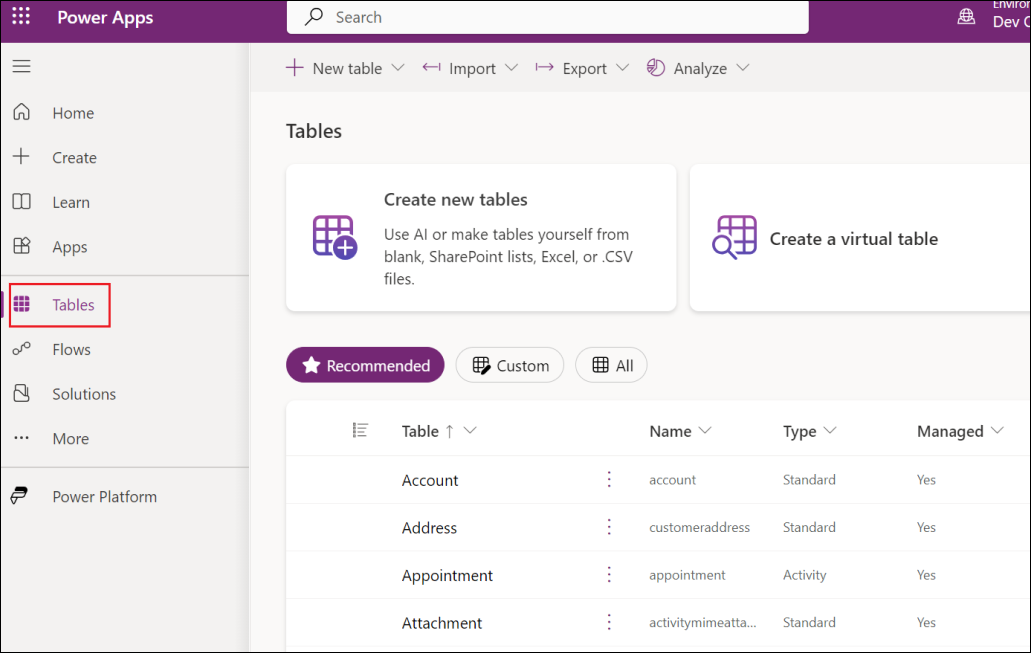 Power Apps
Search
Environ
Dev
New table
Import
Export
Analyze
Home
Create
Learn
Apps
Tables
Flows
Solutions
More
Power Platform
Tables
Create new tables
Use AI or make tables yourself from
blank, SharePoint lists, Excel, or .CSV
files.
Create a virtual table
Recommended
Custom
All
Table ↑ Name Type Managed
Account account Standard Yes
Address customeraddress Standard Yes
Appointment appointment Activity Yes
Attachment activitymimeatta... Standard Yes